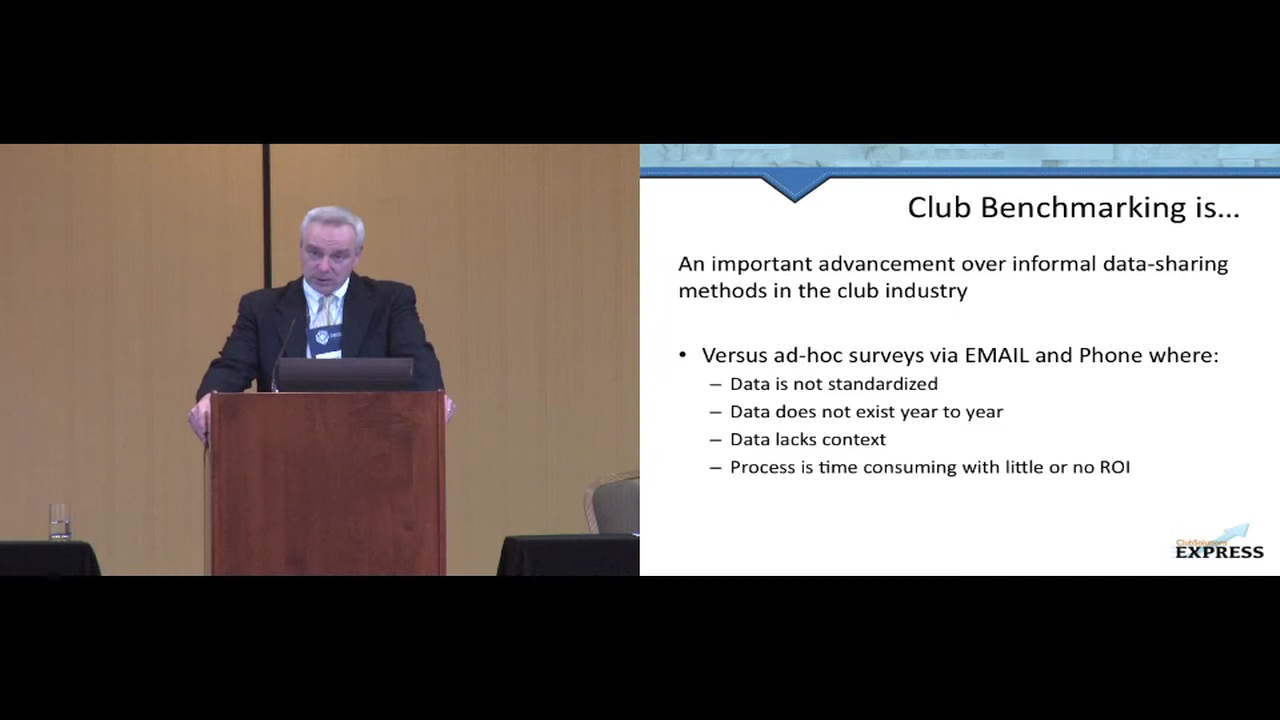 Club Benchmarking is...
An important advancement over informal data-sharing
methods in the club industry
• Versus ad-hoc surveys via EMAIL and Phone where:
– Data is not standardized
– Data does not exist year to year
– Data lacks context
– Process is time consuming with little or no ROI
ClubSolutions
EXPRESS